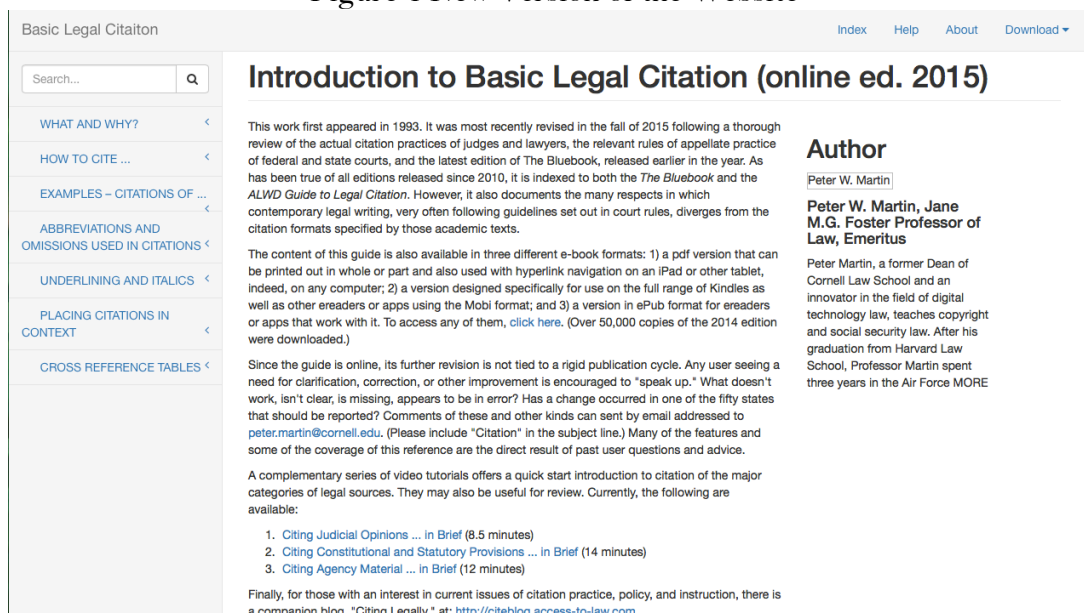 Figure 1 New Version of the Website
Basic Legal Citaiton
Index Help About Download
Search...
WHAT AND WHY?
HOW TO CITE ...
EXAMPLES – CITATIONS OF ...
ABBREVIATIONS AND
OMISSIONS USED IN CITATIONS
UNDERLINING AND ITALICS
PLACING CITATIONS IN
CONTEXT
CROSS REFERENCE TABLES
Introduction to Basic Legal Citation (online ed. 2015)
This work first appeared in 1993. It was most recently revised in the fall of 2015 following a thorough
review of the actual citation practices of judges and lawyers, the relevant rules of appellate practice
of federal and state courts, and the latest edition of The Bluebook, released earlier in the year. As
has been true of all editions released since 2010, it is indexed to both the The Bluebook and the
ALWD Guide to Legal Citation. However, it also documents the many respects in which
contemporary legal writing, very often following guidelines set out in court rules, diverges from the
citation formats specified by those academic texts.
The content of this guide is also available in three different e-book formats: 1) a pdf version that can
be printed out in whole or part and also used with hyperlink navigation on an iPad or other tablet,
indeed, on any computer; 2) a version designed specifically for use on the full range of Kindles as
well as other ereaders or apps using the Mobi format; and 3) a version in ePub format for ereaders
or apps that work with it. To access any of them, click here. (Over 50,000 copies of the 2014 edition
were downloaded.)
Since the guide is online, its further revision is not tied to a rigid publication cycle. Any user seeing a
need for clarification, correction, or other improvement is encouraged to "speak up." What doesn't
work, isn't clear, is missing, appears to be in error? Has a change occurred in one of the fifty states
that should be reported? Comments of these and other kinds can sent by email addressed to
peter.martin@cornell.edu. (Please include "Citation" in the subject line.) Many of the features and
some of the coverage of this reference are the direct result of past user questions and advice.
A complementary series of video tutorials offers a quick start introduction to citation of the major
categories of legal sources. They may also be useful for review. Currently, the following are
available:
1. Citing Judicial Opinions ... in Brief (8.5 minutes)
2. Citing Constitutional and Statutory Provisions ... in Brief (14 minutes)
3. Citing Agency Material ... in Brief (12 minutes)
Finally, for those with an interest in current issues of citation practice, policy, and instruction, there is
a companion blog, "Citing Legally," at: http://citeblog.access-to-law.com
Author
Peter W. Martin
Peter W. Martin, Jane
M.G. Foster Professor of
Law, Emeritus
Peter Martin, a former Dean of
Cornell Law School and an
innovator in the field of digital
technology law, teaches copyright
and social security law. After his
graduation from Harvard Law
School, Professor Martin spent
three years in the Air Force MORE